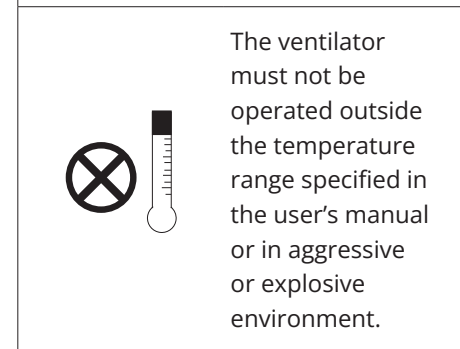 The ventilator
must not be
operated outside
the temperature
range specified in
the user’s manual
or in aggressive
or explosive
environment.